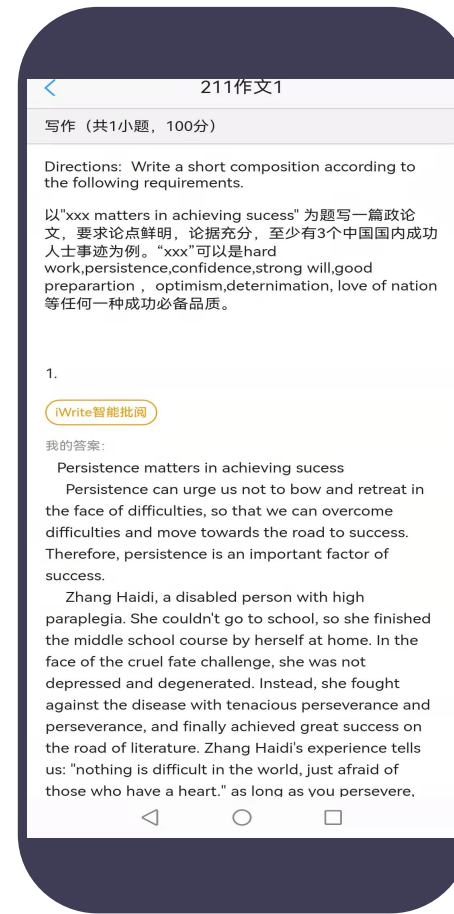 211作文1
写作（共1小题，100分）
Directions:  Write a short composition according to
the following requirements.
以"xxx matters in achieving sucess" 为题写一篇政论
文，要求论点鲜明，论据充分，至少有3个中国国内成功
人士事迹为例。“xxx”可以是hard
work,persistence,confidence,strong will,good
preparartion ，optimism,deternimation, love of nation
等任何一种成功必备品质。
1.
iWrite智能批阅
我的答案:
Persistence matters in achieving sucess
Persistence can urge us not to bow and retreat in
the face of difficulties, so that we can overcome
difficulties and move towards the road to success.
Therefore, persistence is an important factor of
success.
Zhang Haidi, a disabled person with high
paraplegia. She couldn't go to school, so she finished
the middle school course by herself at home. In the
face of the cruel fate challenge, she was not
depressed and degenerated. Instead, she fought
against the disease with tenacious perseverance and
perseverance, and finally achieved great success on
the road of literature. Zhang Haidi's experience tells
us: "nothing is difficult in the world, just afraid of
those who have a heart." as long as you persevere,